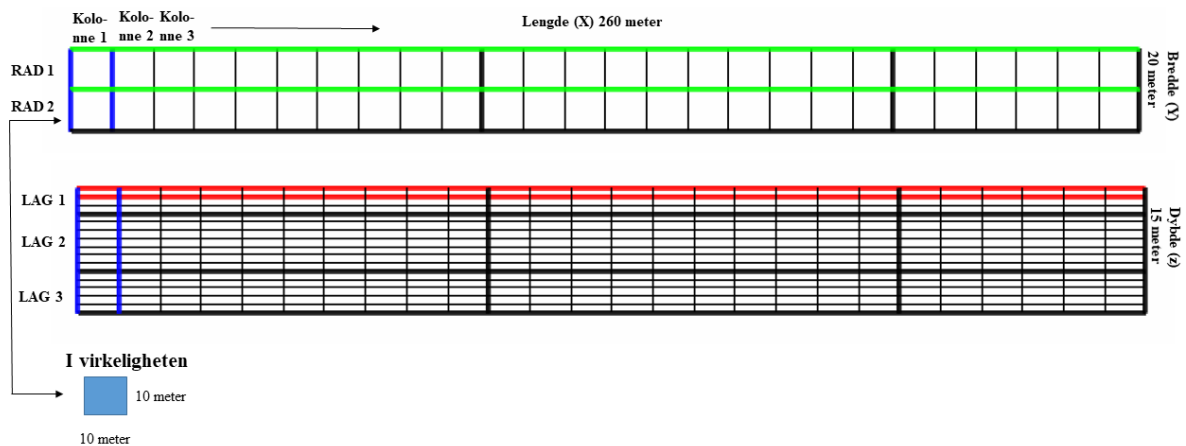 Kolo-
nne 1
Kolo-
nne 2
Kolo-
nne 3
Lengde (X) 260 meter
RAD 1
RAD 2
Bredde (Y)
20 meter
LAG 1
LAG 2
LAG 3
Dybde (z)
15 meter
I virkeligheten
10 meter
10 meter